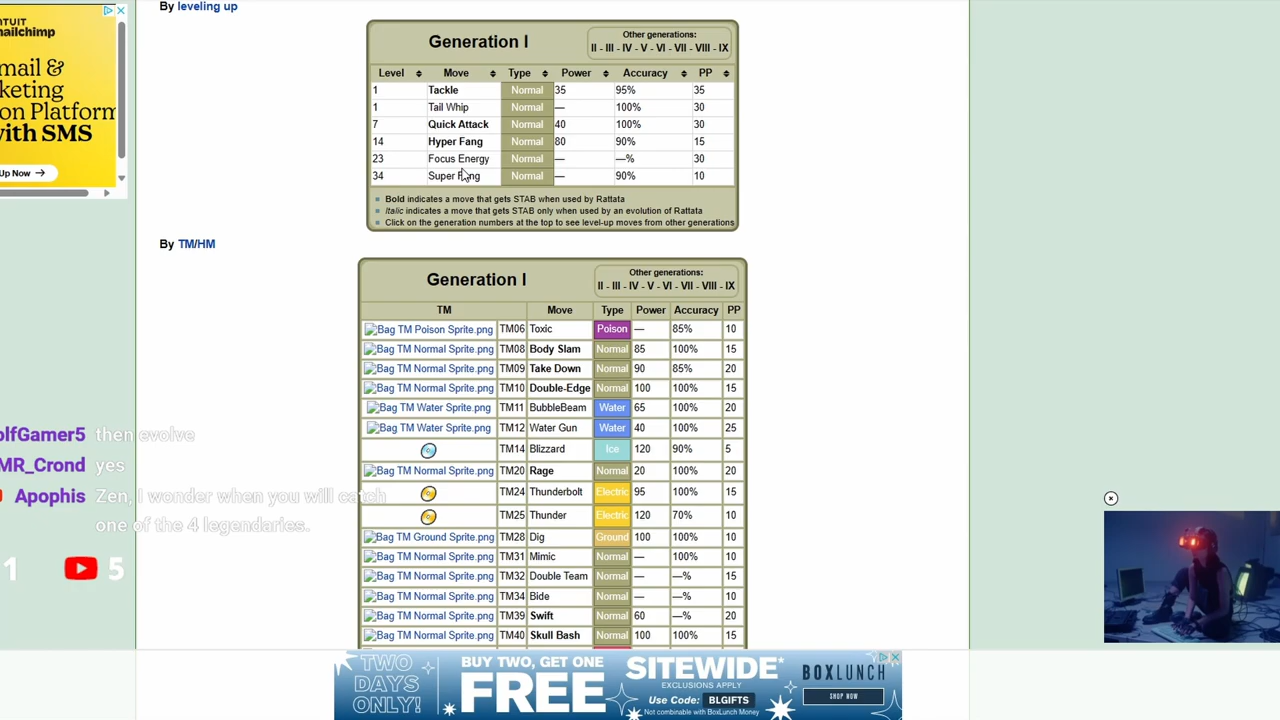 By leveling up
Generation I
Other generations:
II - III - IV - V - VI - VII - VIII - IX
Level Move Type Power Accuracy PP
1 Tackle Normal 35 95% 35
1 Tail Whip Normal — 100% 30
7 Quick Attack Normal 40 100% 30
14 Hyper Fang Normal 80 90% 15
23 Focus Energy Normal — —% 30
34 Super Fang Normal — 90% 10
Bold indicates a move that gets STAB when used by Rattata
Italic indicates a move that gets STAB only when used by an evolution of Rattata
Click on the generation numbers at the top to see level-up moves from other generations
By TM/HM
Generation I
Other generations:
II - III - IV - V - VI - VII - VIII - IX
TM Move Type Power Accuracy PP
Bag TM Poison Sprite.png TM06 Toxic Poison — 85% 10
Bag TM Normal Sprite.png TM08 Body Slam Normal 85 100% 15
Bag TM Normal Sprite.png TM09 Take Down Normal 90 85% 20
Bag TM Normal Sprite.png TM10 Double-Edge Normal 100 100% 15
Bag TM Water Sprite.png TM11 BubbleBeam Water 65 100% 20
Bag TM Water Sprite.png TM12 Water Gun Water 40 100% 25
TM14 Blizzard Ice 120 90% 5
Bag TM Normal Sprite.png TM20 Rage Normal 20 100% 20
TM24 Thunderbolt Electric 95 100% 15
TM25 Thunder Electric 120 70% 10
Bag TM Ground Sprite.png TM28 Dig Ground 100 100% 10
Bag TM Normal Sprite.png TM31 Mimic Normal — 100% 10
Bag TM Normal Sprite.png TM32 Double Team Normal — —% 15
Bag TM Normal Sprite.png TM34 Bide Normal — —% 10
Bag TM Normal Sprite.png TM39 Swift Normal 60 —% 20
Bag TM Normal Sprite.png TM40 Skull Bash Normal 100 100% 15
NTUIT
mailchimp
mail &
keting
on Platform
with SMS
Up Now →
olfGamer5 then evolve
MR_Crond yes
Apophis Zen, I wonder when you will catch
one of the 4 legendaries.
1 5
TWO
DAYS
ONLY!
BUY TWO, GET ONE
FREE
SITEWIDE*
EXCLUSIONS APPLY
Use Code: BLGIFTS
*Not combinable with BoxLunch Money
BOXLUNCH
SHOP NOW